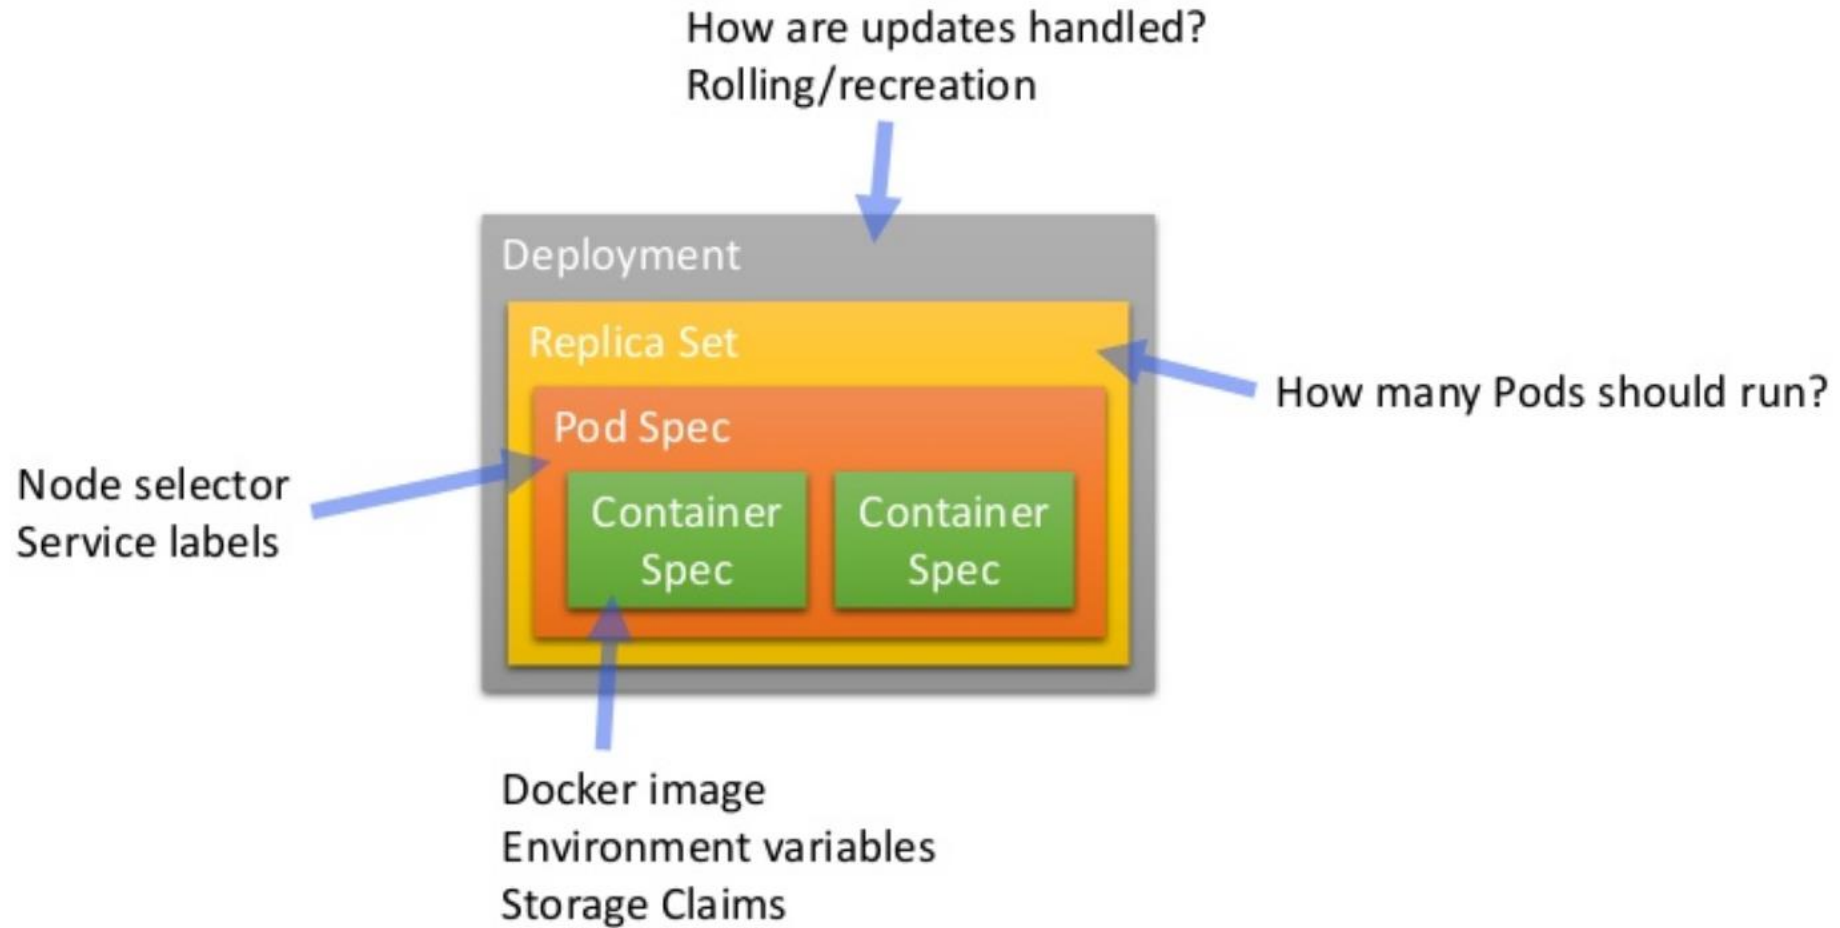 How are updates handled?
Rolling/recreation
Deployment
Replica Set
How many Pods should run?
Pod Spec
Node selector
Service labels
Container
Spec
Container
Spec
Docker image
Environment variables
Storage Claims